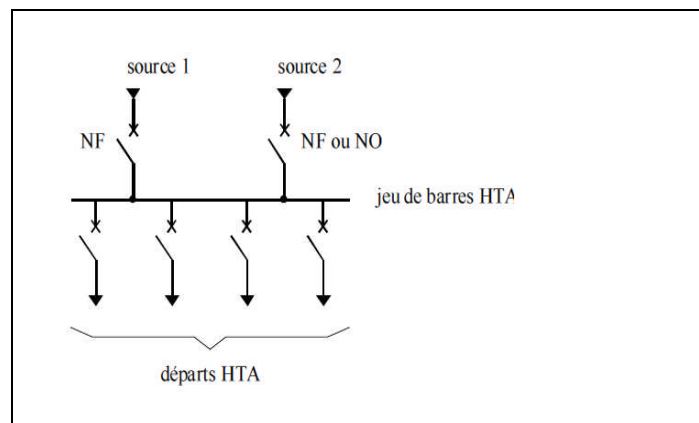 source 1
source 2
NF
NF ou NO
jeu de barres HTA
départs HTA